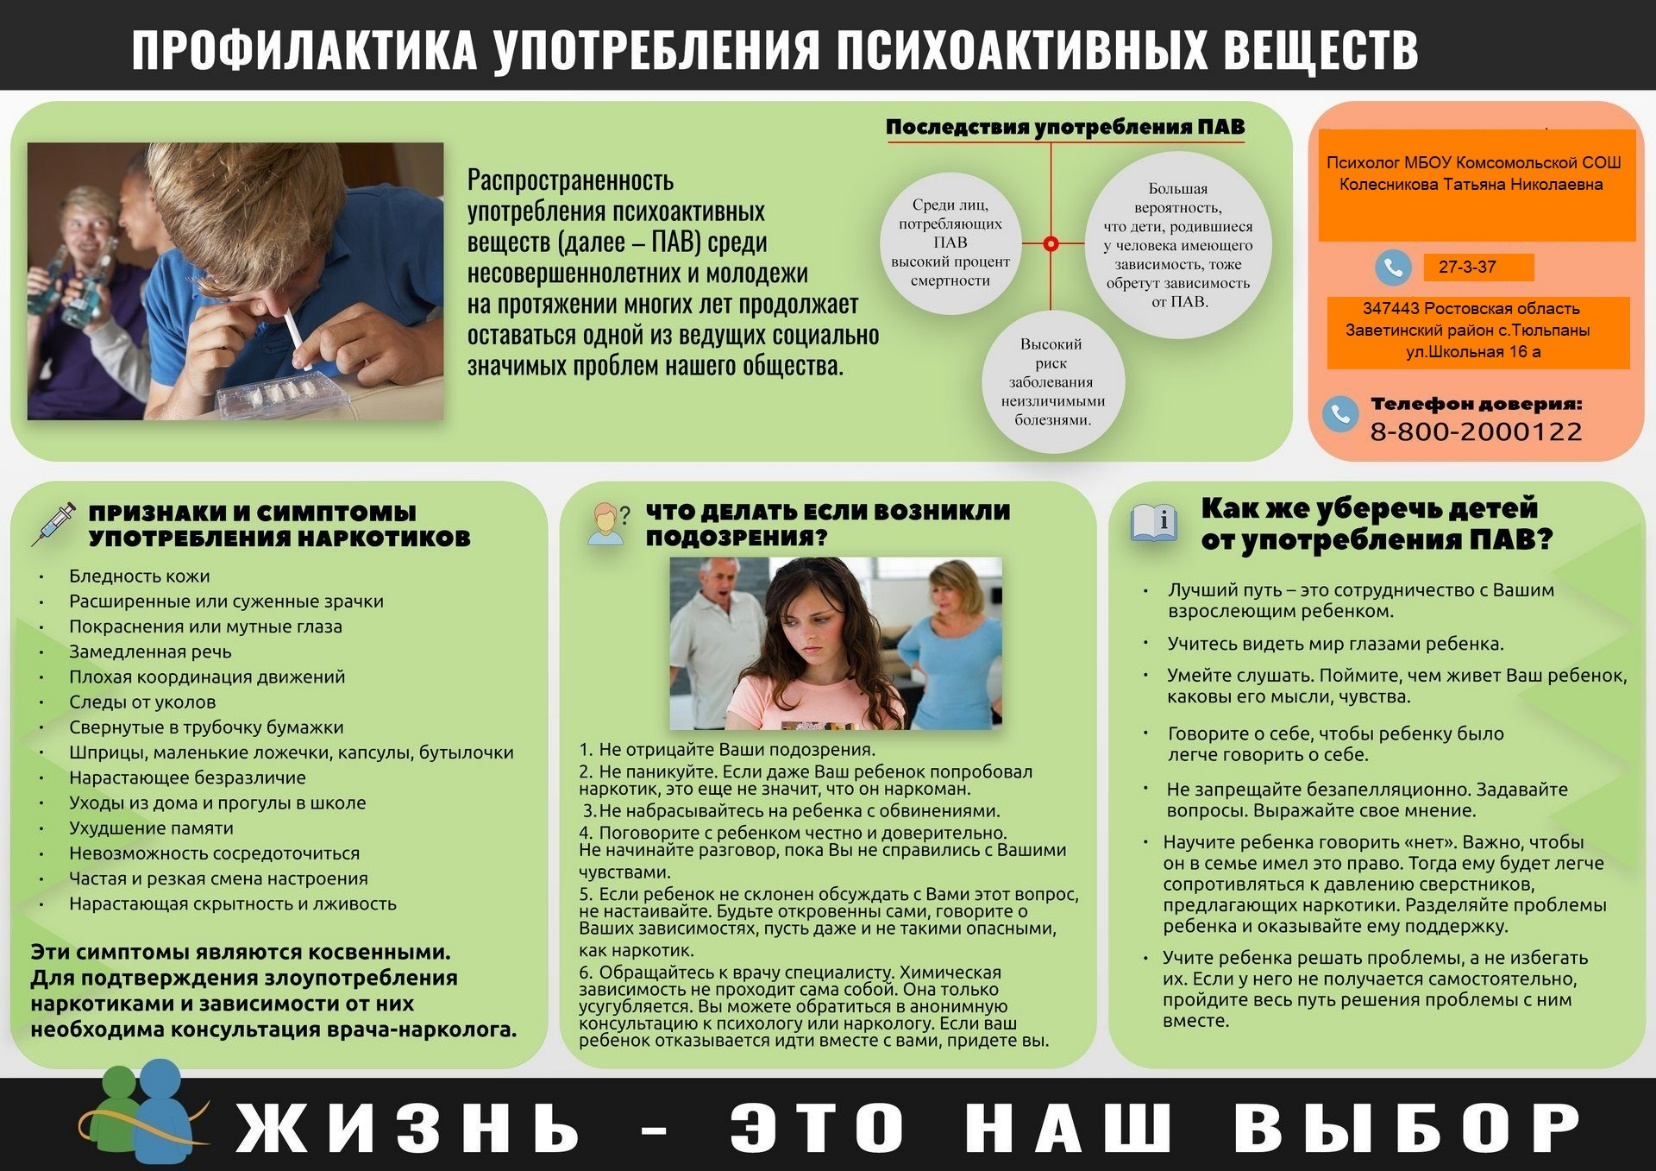 ПРОФИЛАКТИКА УПОТРЕБЛЕНИЯ ПСИХОАКТИВНЫХ ВЕЩЕСТВ
Распространенность
употребления психоактивных
веществ (далее – ПАВ) среди
несовершеннолетних и молодежи
на протяжении многих лет продолжает
оставаться одной из ведущих социально
значимых проблем нашего общества.
Последствия употребления ПАВ
Среди лиц,
потребляющих
ПАВ
высокий процент
смертности
Большая
вероятность,
что дети, родившиеся
у человека имеющего
зависимость, тоже
обретут зависимость
от ПАВ.
Высокий
риск
заболевания
неизличимыми
болезнями.
Психолог МБОУ Комсомольской СОШ
Колесникова Татьяна Николаевна
27-3-37
347443 Ростовская область
Заветинский район с.Тюльпаны
ул.Школьная 16 а
Телефон доверия:
8-800-2000122
ПРИЗНАКИ И СИМПТОМЫ
УПОТРЕБЛЕНИЯ НАРКОТИКОВ
· Бледность кожи
· Расширенные или суженные зрачки
· Покраснения или мутные глаза
· Замедленная речь
· Плохая координация движений
· Следы от уколов
· Свернутые в трубочку бумажки
· Шприцы, маленькие ложечки, капсулы, бутылочки
· Нарастающее безразличие
· Уходы из дома и прогулы в школе
· Ухудшение памяти
· Невозможность сосредоточиться
· Частая и резкая смена настроения
· Нарастающая скрытность и лживость
Эти симптомы являются косвенными.
Для подтверждения злоупотребления
наркотиками и зависимости от них
необходима консультация врача-нарколога.
ЧТО ДЕЛАТЬ ЕСЛИ ВОЗНИКЛИ
ПОДОЗРЕНИЯ?
1. Не отрицайте Ваши подозрения.
2. Не паникуйте. Если даже Ваш ребенок попробовал
наркотик, это еще не значит, что он наркоман.
3.Не набрасывайтесь на ребенка с обвинениями.
4. Поговорите с ребенком честно и доверительно.
Не начинайте разговор, пока Вы не справились с Вашими
чувствами.
5. Если ребенок не склонен обсуждать с Вами этот вопрос,
не настаивайте. Будьте откровенны сами, говорите о
Ваших зависимостях, пусть даже и не такими опасными,
как наркотик.
6. Обращайтесь к врачу специалисту. Химическая
зависимость не проходит сама собой. Она только
усугубляется. Вы можете обратиться в анонимную
консультацию к психологу или наркологу. Если ваш
ребенок отказывается идти вместе с вами, придете вы.
Как же уберечь детей
от употребления ПАВ?
· Лучший путь – это сотрудничество с Вашим
взрослеющим ребенком.
· Учитесь видеть мир глазами ребенка.
· Умейте слушать. Поймите, чем живет Ваш ребенок,
каковы его мысли, чувства.
· Говорите о себе, чтобы ребенку было
легче говорить о себе.
· Не запрещайте безапелляционно. Задавайте
вопросы. Выражайте свое мнение.
· Научите ребенка говорить «нет». Важно, чтобы
он в семье имел это право. Тогда ему будет легче
сопротивляться к давлению сверстников,
предлагающих наркотики. Разделяйте проблемы
ребенка и оказывайте ему поддержку.
· Учите ребенка решать проблемы, а не избегать
их. Если у него не получается самостоятельно,
пройдите весь путь решения проблемы с ним
вместе.
ЖИЗНЬ - ЭТО НАШ ВЫБОР